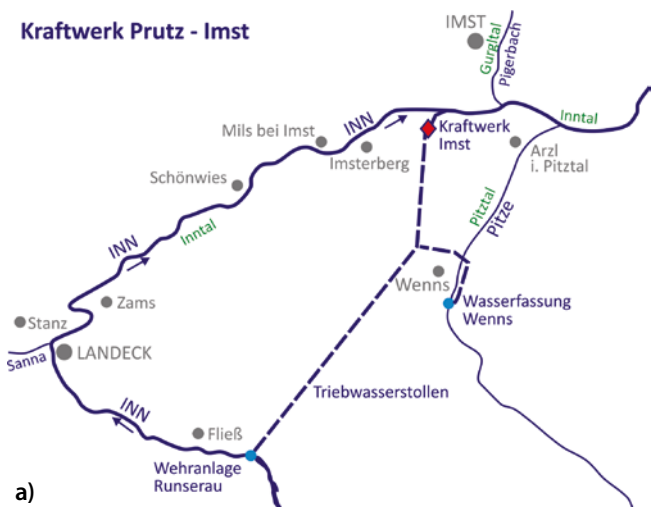 Kraftwerk Prutz - Imst
IMST
Gurgltal
Pigerbach
INN
Inntal
Kraftwerk
Imst
Mils bei Imst
Imsterberg
Arzl
i. Pitztal
Schönwies
Inntal
Pitztal
Pitze
INN
Wenns
Zams
Wasserfassung
Wenns
Stanz
Sanna
LANDECK
Triebwasserstollen
INN
Fließ
Wehranlage
Runserau
a)